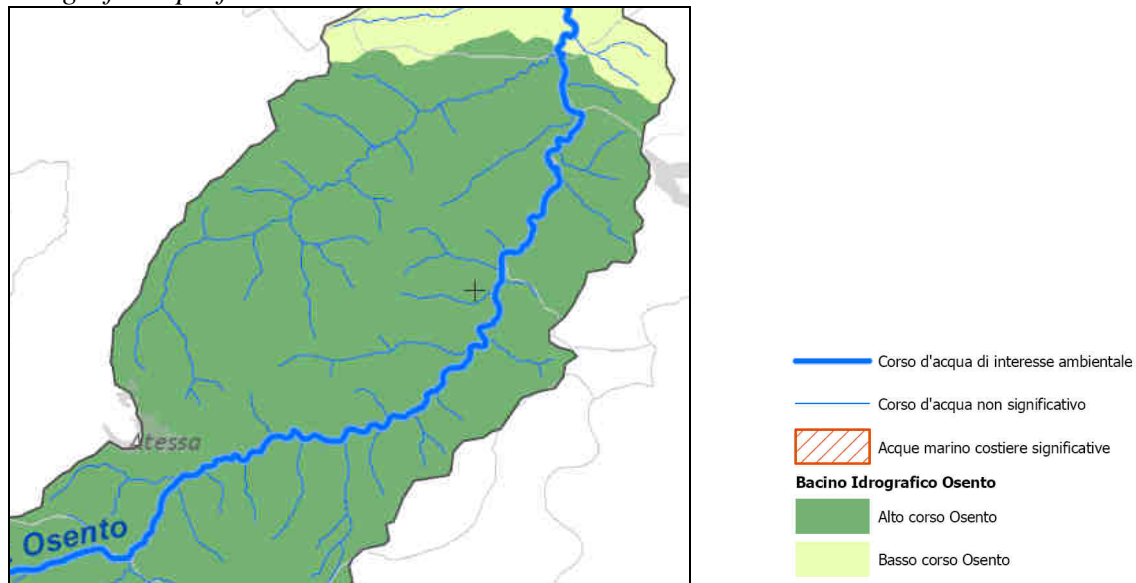 Atessa
Osento
Corso d'acqua di interesse ambientale
Corso d'acqua non significativo
Acque marino costiere significative
Bacino Idrografico Osento
Alto corso Osento
Basso corso Osento